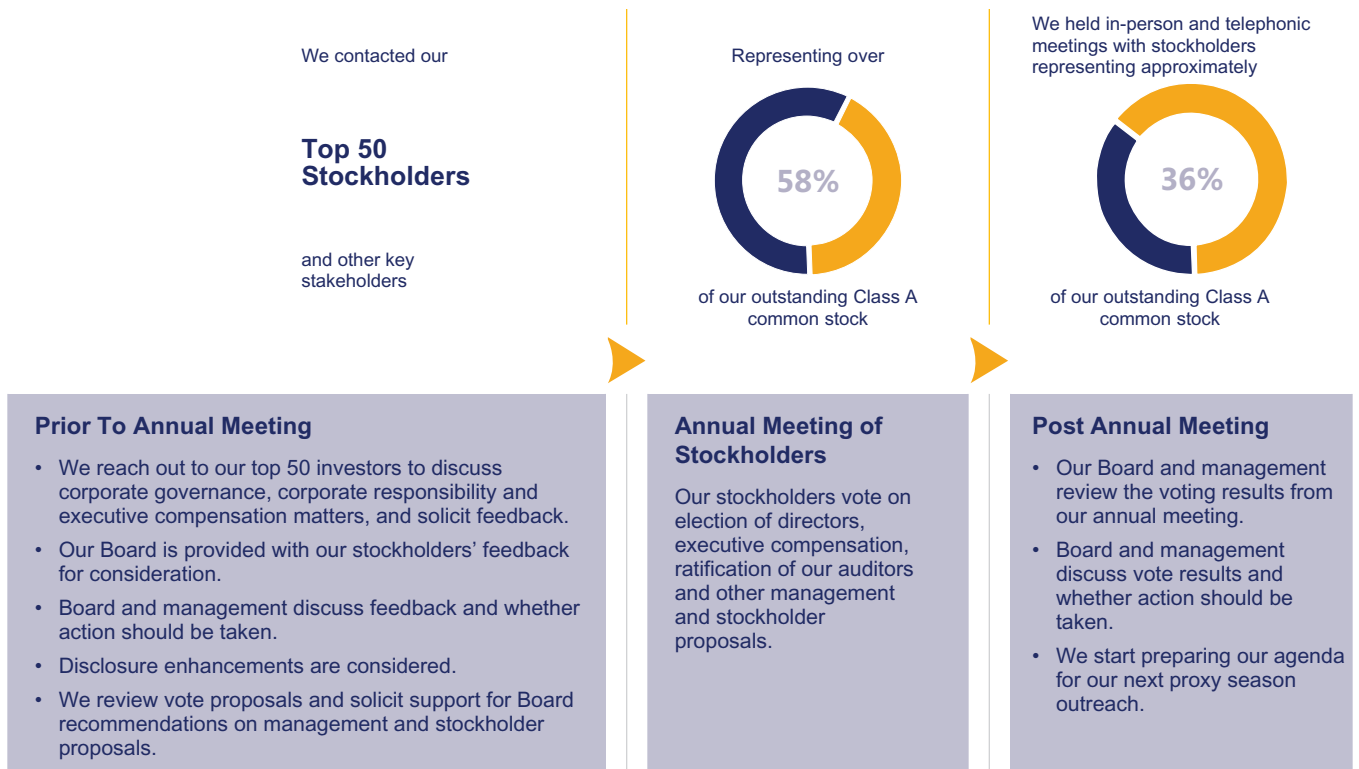 We contacted our
Top 50
Stockholders
and other key
stakeholders
Representing over
58%
of our outstanding Class A
common stock
We held in-person and telephonic
meetings with stockholders
representing approximately
36%
of our outstanding Class A
common stock
Prior To Annual Meeting
• We reach out to our top 50 investors to discuss
corporate governance, corporate responsibility and
executive compensation matters, and solicit feedback.
• Our Board is provided with our stockholders’ feedback
for consideration.
• Board and management discuss feedback and whether
action should be taken.
• Disclosure enhancements are considered.
• We review vote proposals and solicit support for Board
recommendations on management and stockholder
proposals.
Annual Meeting of
Stockholders
Our stockholders vote on
election of directors,
executive compensation,
ratification of our auditors
and other management
and stockholder
proposals.
Post Annual Meeting
• Our Board and management
review the voting results from
our annual meeting.
• Board and management
discuss vote results and
whether action should be
taken.
• We start preparing our agenda
for our next proxy season
outreach.